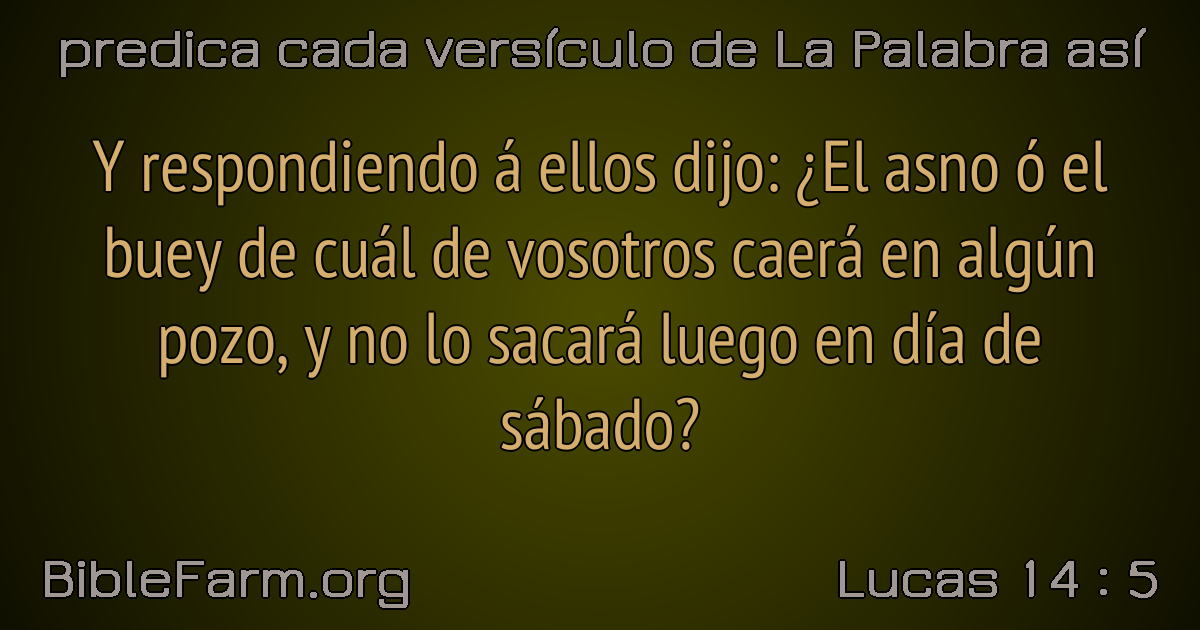 predica cada versículo de La Palabra así
Y respondiendo á ellos dijo: ¿El asno ó el
buey de cuál de vosotros caerá en algún
pozo, y no lo sacará luego en día de
sábado?
BibleFarm.org
Lucas 14 : 5